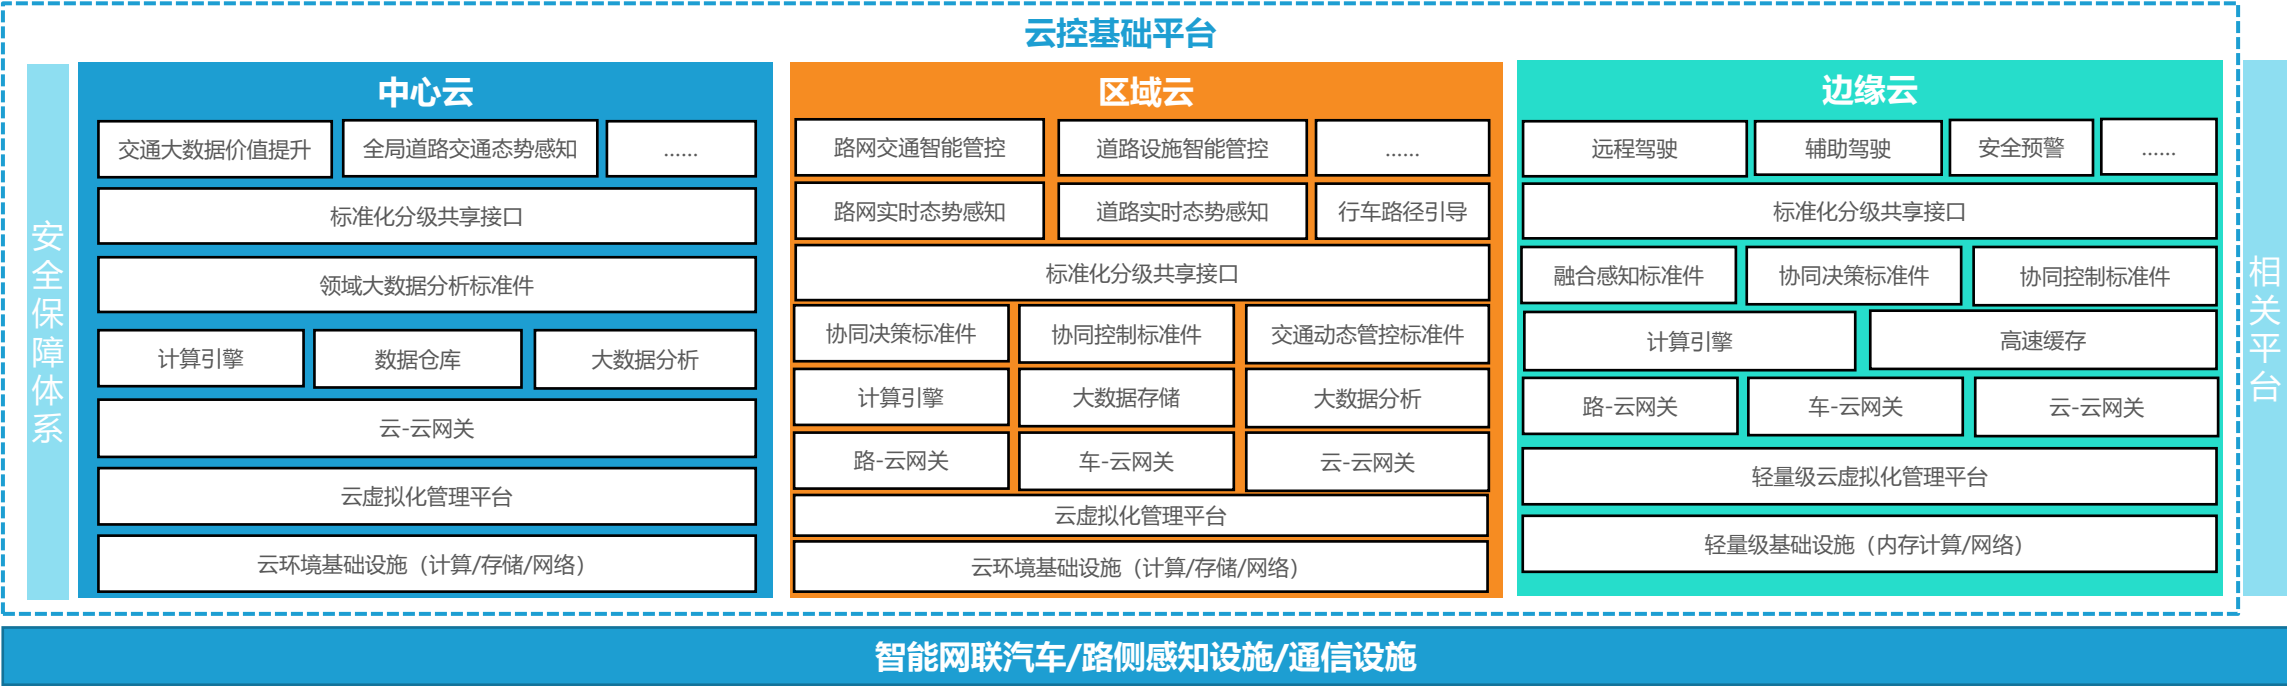 云控基础平台
安全保障体系
中心云
交通大数据价值提升
全局道路交通态势感知
......
标准化分级共享接口
领域大数据分析标准件
计算引擎
数据仓库
大数据分析
云-云网关
云虚拟化管理平台
云环境基础设施（计算/存储/网络）
区域云
路网交通智能管控
道路设施智能管控
......
路网实时态势感知
道路实时态势感知
行车路径引导
标准化分级共享接口
协同决策标准件
协同控制标准件
交通动态管控标准件
计算引擎
大数据存储
大数据分析
路-云网关
车-云网关
云-云网关
云虚拟化管理平台
云环境基础设施（计算/存储/网络）
边缘云
远程驾驶
辅助驾驶
安全预警
......
标准化分级共享接口
融合感知标准件
协同决策标准件
协同控制标准件
计算引擎
高速缓存
路-云网关
车-云网关
云-云网关
轻量级云虚拟化管理平台
轻量级基础设施（内存计算/网络）
相关平台
智能网联汽车/路侧感知设施/通信设施